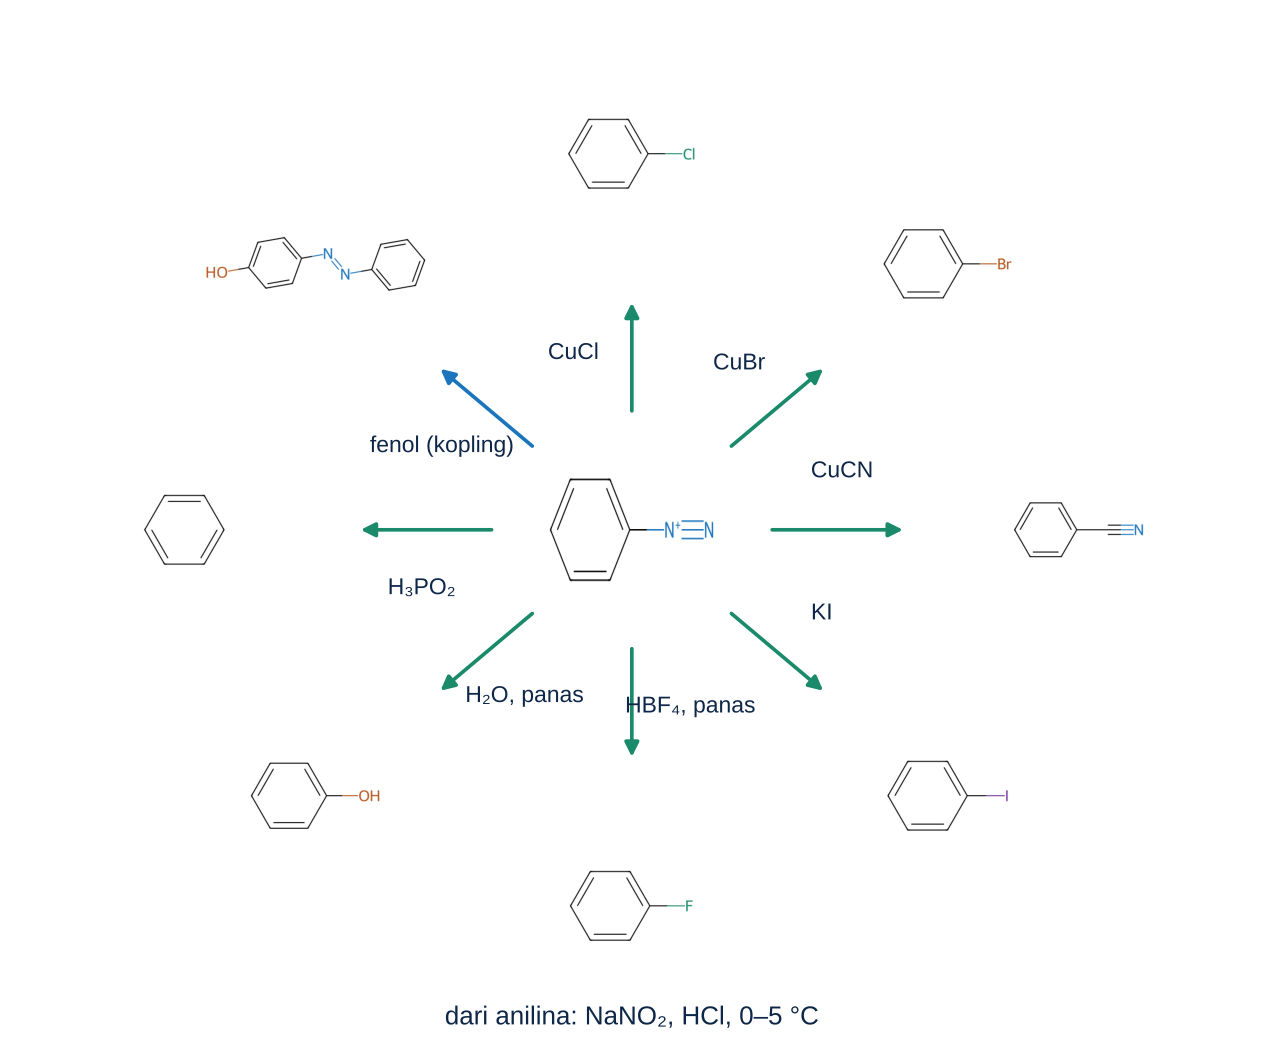 Cl
HO
N
N
Br
CuCl
CuBr
fenol (kopling)
CuCN
N⁺
N
N
H₃PO₂
KI
H₂O, panas
HBF₄, panas
OH
I
F
dari anilina: NaNO₂, HCl, 0–5 °C